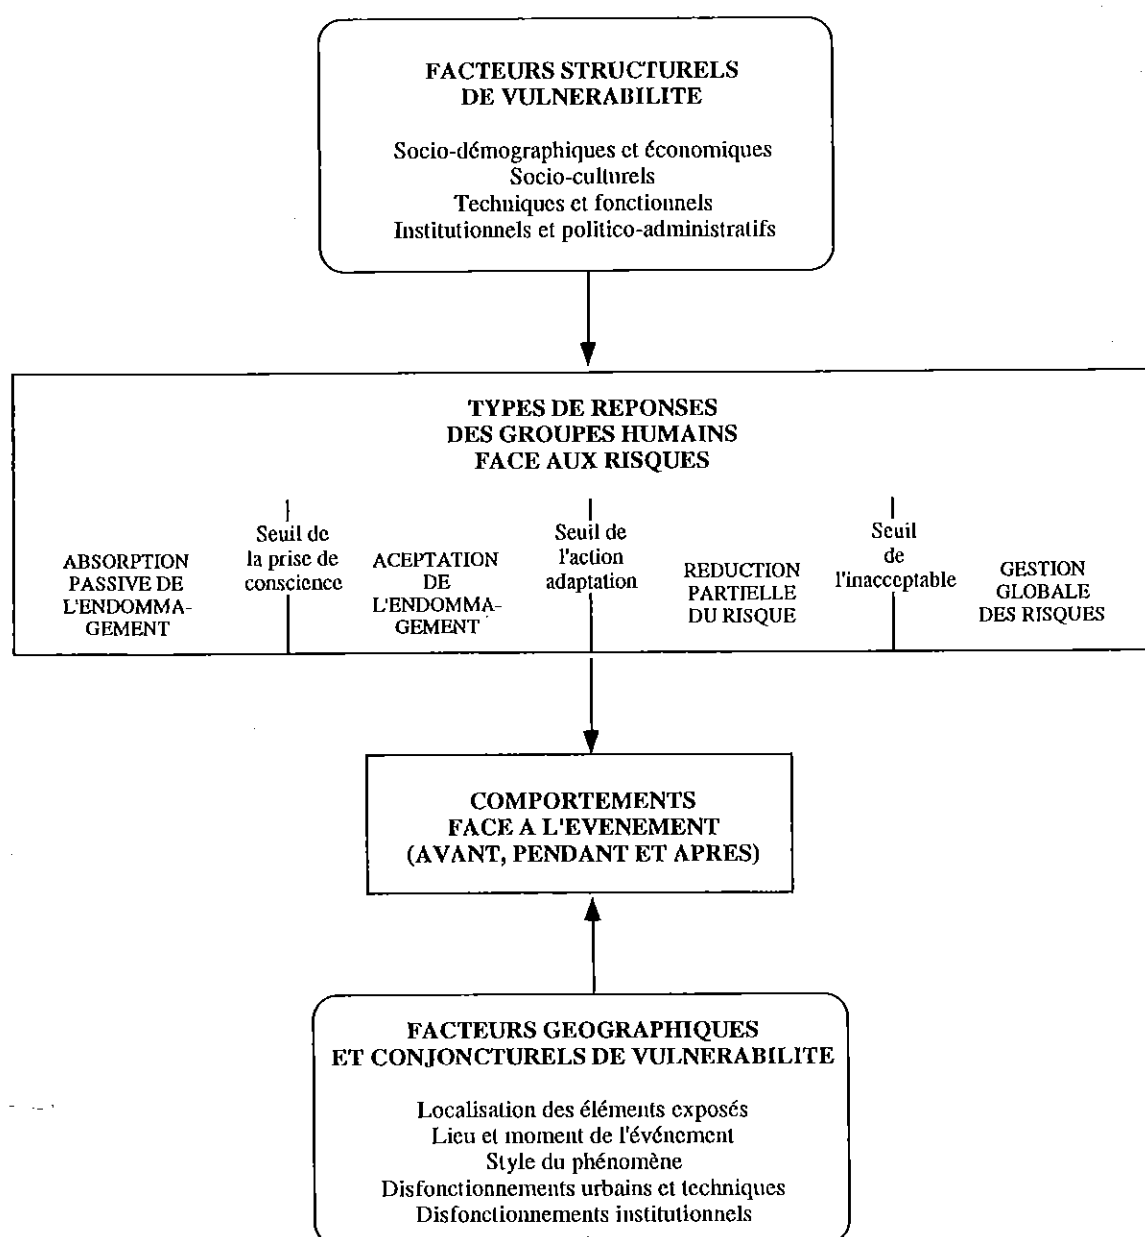 FACTEURS STRUCTURELS
DE VULNERABILITE
Socio-démographiques et économiques
Socio-culturels
Techniques et fonctionnels
Institutionnels et politico-administratifs
TYPES DE REPONSES
DES GROUPES HUMAINS
FACE AUX RISQUES
ABSORPTION
PASSIVE DE
L'ENDOMMA-
GEMENT
Seuil de
la prise de
conscience
ACEPTATION
DE
L'ENDOMMA-
GEMENT
Seuil de
l'action
adaptation
REDUCTION
PARTIELLE
DU RISQUE
Seuil
de
l'inacceptable
GESTION
GLOBALE
DES RISQUES
COMPORTEMENTS
FACE A L'EVENEMENT
(AVANT, PENDANT ET APRES)
FACTEURS GEOGRAPHIQUES
ET CONJONCTURELS DE VULNERABILITE
Localisation des éléments exposés
Lieu et moment de l'événement
Style du phénomène
Disfonctionnements urbains et techniques
Disfonctionnements institutionnels